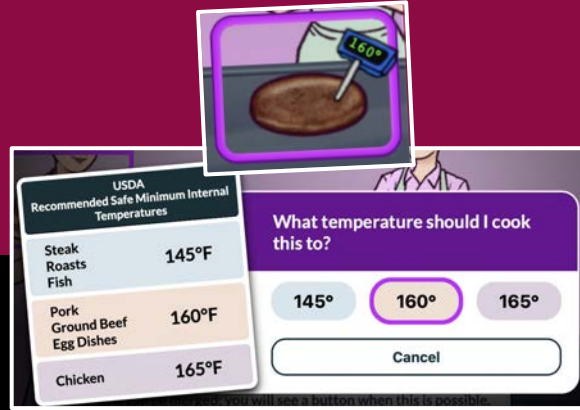 160°
USDA
Recommended Safe Minimum Internal
Temperatures
Steak
Roasts
Fish
145°F
Pork
Ground Beef
Egg Dishes
160°F
Chicken
165°F
What temperature should I cook
this to?
145°
160°
165°
Cancel
merged, you will see a button when this is possible.